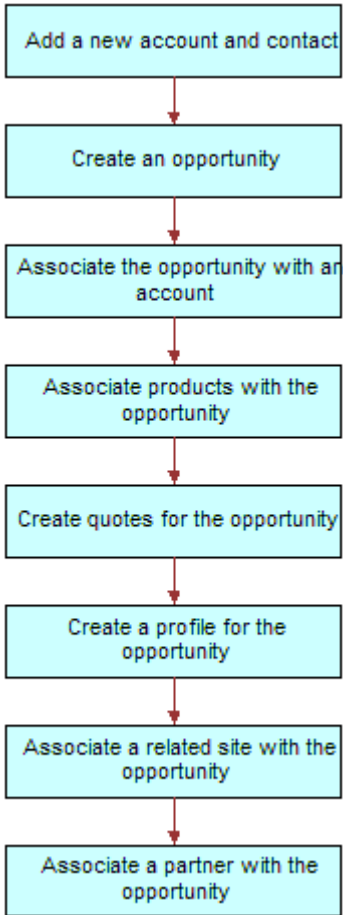 Add a new account and contact
Create an opportunity
Associate the opportunity with an
account
Associate products with the
opportunity
Create quotes for the opportunity
Create a profile for the
opportunity
Associate a related site with the
opportunity
Associate a partner with the
opportunity